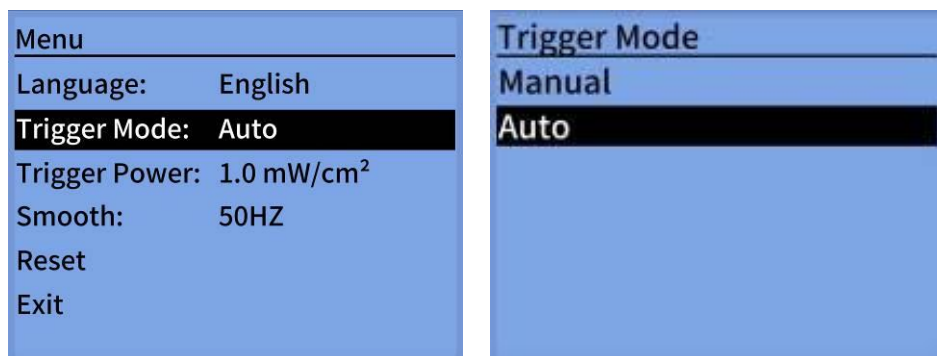 Menu
Language: English
Trigger Mode: Auto
Trigger Power: 1.0 mW/cm²
Smooth: 50HZ
Reset
Exit
Trigger Mode
Manual
Auto